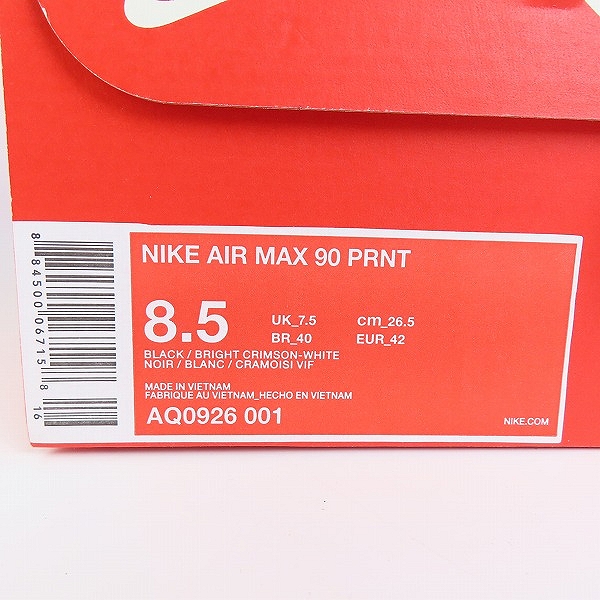 NIKE AIR MAX 90 PRNT
8.5 UK_7.5 cm_26.5
BR_40 EUR_42
BLACK / BRIGHT CRIMSON-WHITE
NOIR / BLANC / CRAMOISI VIF
MADE IN VIETNAM
FABRIQUE AU VIETNAM_HECHO EN VIETNAM
AQ0926 001
NIKE.COM
8 84500 06715 8
16